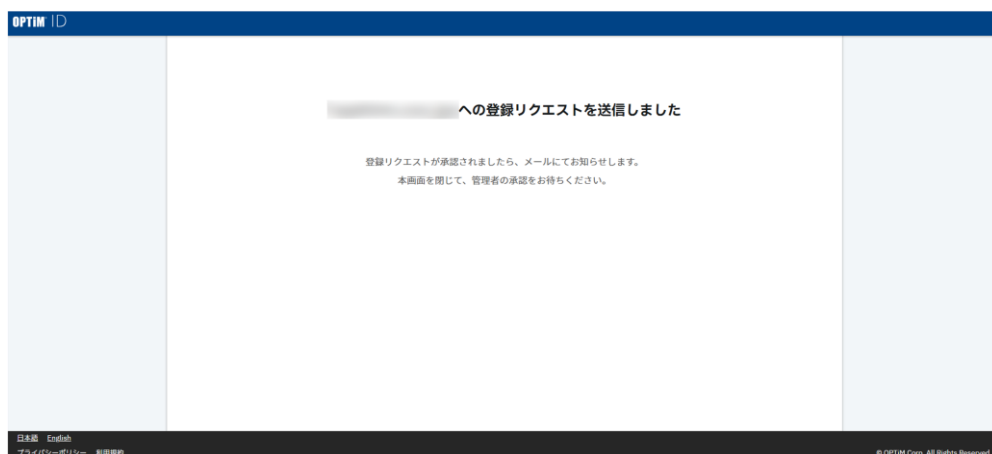 OPTiM ID
への登録リクエストを送信しました
登録リクエストが承認されましたら、メールにてお知らせします。
本画面を閉じて、管理者の承認をお待ちください。
日本語 English
プライバシーポリシー 利用規約
© OPTiM Corp. All Rights Reserved.